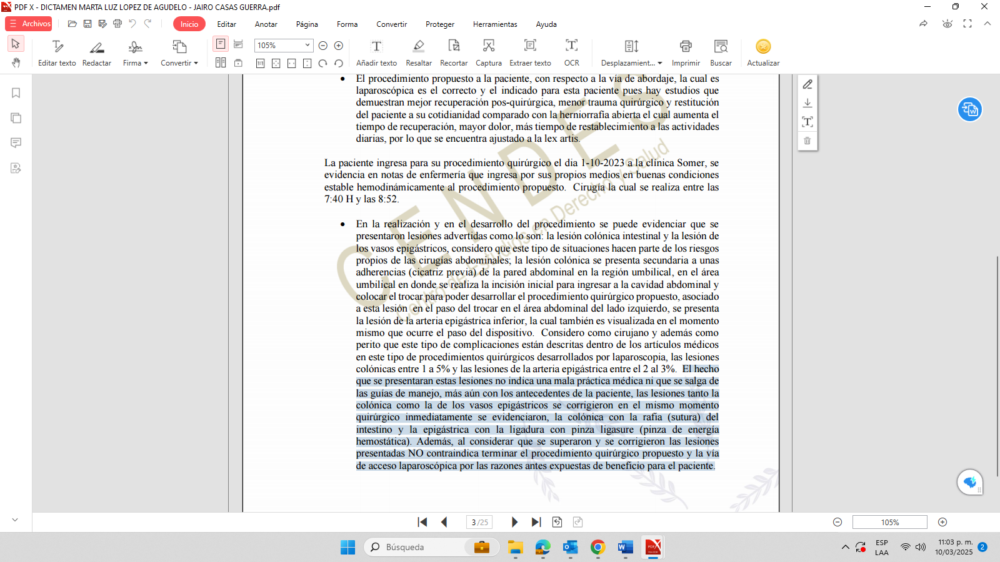 PDF X - DICTAMEN MARTA LUZ LOPEZ DE AGUDELO - JAIRO CASAS GUERRA.pdf
Archivos
Inicio
Editar
Anotar
Página
Forma
Convertir
Proteger
Herramientas
Ayuda
105%
Editar texto
Redactar
Firma
Convertir
Añadir texto
Resaltar
Recortar
Captura
Extraer texto
OCR
Desplazament...
Imprimir
Buscar
Actualizar
• El procedimiento propuesto a la paciente, con respecto a la vía de abordaje, la cual es
laparoscópica es el correcto y el indicado para esta paciente pues hay estudios que
demuestran mejor recuperación pos-quirúrgica, menor trauma quirúrgico y restitución
del paciente a su cotidianidad comparado con la herniorrafía abierta el cual aumenta el
tiempo de recuperación, mayor dolor, más tiempo de restablecimiento a las actividades
diarias, por lo que se encuentra ajustado a la lex artis.
La paciente ingresa para su procedimiento quirúrgico el día 1-10-2023 a la clínica Somer, se
evidencia en notas de enfermería que ingresa por sus propios medios en buenas condiciones
estable hemodinámicamente al procedimiento propuesto. Cirugía la cual se realiza entre las
7:40 H y las 8:52.
• En la realización y en el desarrollo del procedimiento se puede evidenciar que se
presentaron lesiones advertidas como lo son: la lesión colónica intestinal y la lesión de
los vasos epigástricos, considero que este tipo de situaciones hacen parte de los riesgos
propios de las cirugías abdominales; la lesión colónica se presenta secundaria a unas
adherencias (cicatriz previa) de la pared abdominal en la región umbilical, en el área
umbilical en donde se realiza la incisión inicial para ingresar a la cavidad abdominal y
colocar el trocar para poder desarrollar el procedimiento quirúrgico propuesto, asociado
a esta lesión en el paso del trocar en el área abdominal del lado izquierdo, se presenta
la lesión de la arteria epigástrica inferior, la cual también es visualizada en el momento
mismo que ocurre el paso del dispositivo. Considero como cirujano y además como
perito que este tipo de complicaciones están descritas dentro de los artículos médicos
en este tipo de procedimientos quirúrgicos desarrollados por laparoscopia, las lesiones
colónicas entre 1 a 5% y las lesiones de la arteria epigástrica entre el 2 al 3%. El hecho
que se presentaran estas lesiones no indica una mala práctica médica ni que se salga de
las guías de manejo, más aún con los antecedentes de la paciente, las lesiones tanto la
colónica como la de los vasos epigástricos se corrigieron en el mismo momento
quirúrgico inmediatamente se evidenciaron, la colónica con la rafía (sutura) del
intestino y la epigástrica con la ligadura con pinza ligasure (pinza de energía
hemostática). Además, al considerar que se superaron y se corrigieron las lesiones
presentadas NO contraindica terminar el procedimiento quirúrgico propuesto y la vía
de acceso laparoscópica por las razones antes expuestas de beneficio para el paciente.
CENDES
Centro de Estudios en Derecho y Salud
3 /25
105%
Búsqueda
ESP
LAA
11:03 p. m.
10/03/2025
2